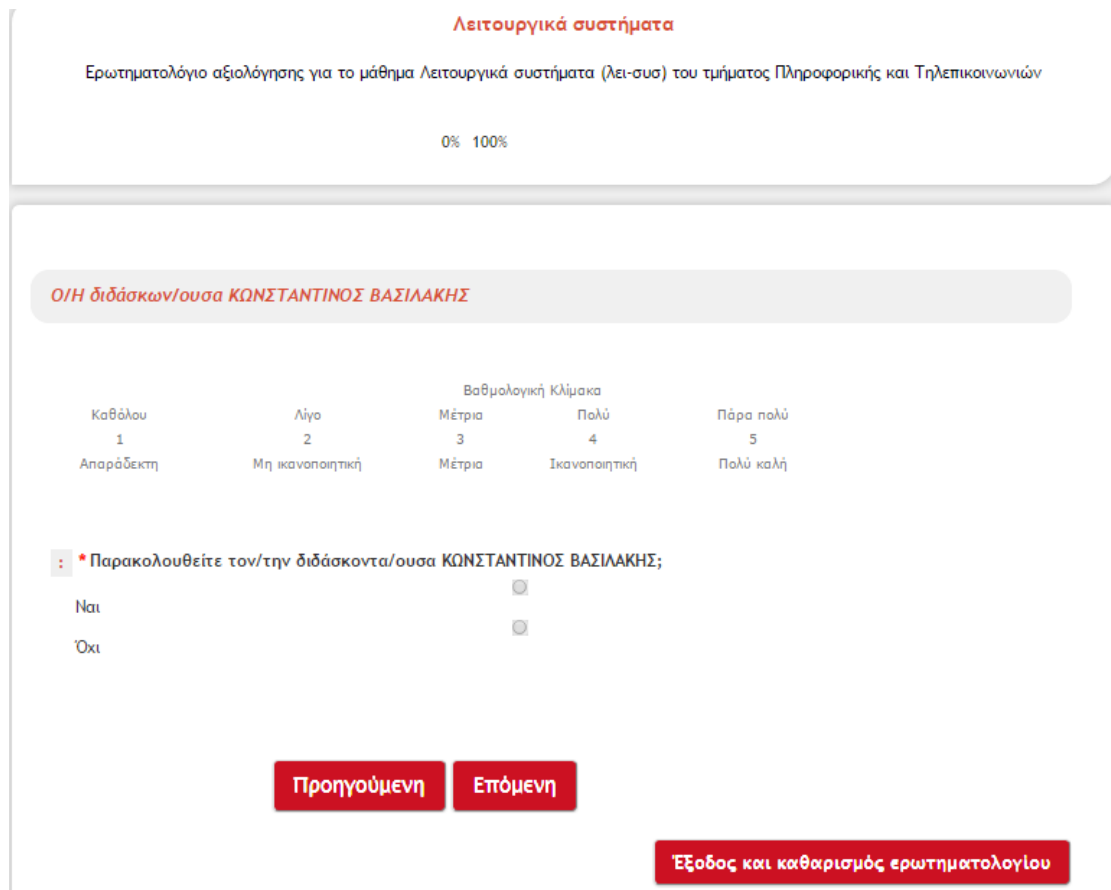 Λειτουργικά συστήματα
Ερωτηματολόγιο αξιολόγησης για το μάθημα Λειτουργικά συστήματα (λει-συσ) του τμήματος Πληροφορικής και Τηλεπικοινωνιών
0% 100%
Ο/Η διδάσκων/ουσα ΚΩΝΣΤΑΝΤΙΝΟΣ ΒΑΣΙΛΑΚΗΣ
Βαθμολογική Κλίμακα
Καθόλου Λίγο Μέτρια Πολύ Πάρα πολύ
1 2 3 4 5
Απαράδεκτη Μη ικανοποιητική Μέτρια Ικανοποιητική Πολύ καλή
: * Παρακολουθείτε τον/την διδάσκοντα/ουσα ΚΩΝΣΤΑΝΤΙΝΟΣ ΒΑΣΙΛΑΚΗΣ;
Ναι
Όχι
Προηγούμενη Επόμενη
Έξοδος και καθαρισμός ερωτηματολογίου